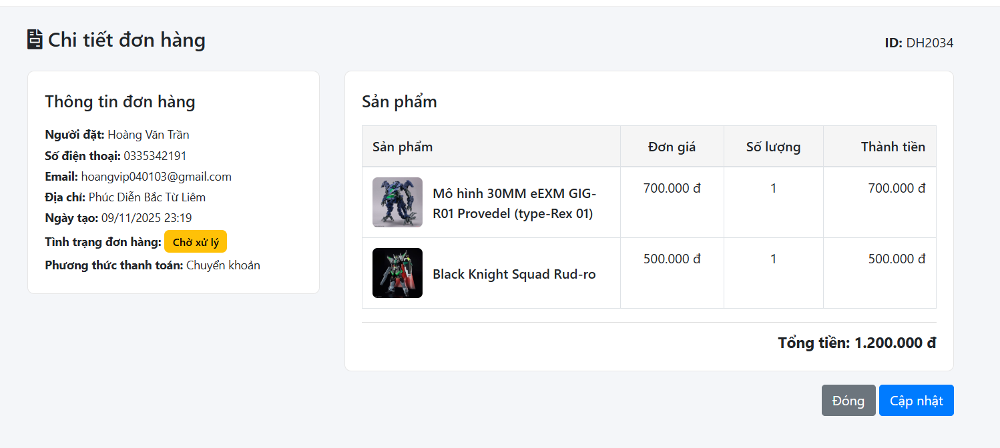 Chi tiết đơn hàng
ID: DH2034
Thông tin đơn hàng
Người đặt: Hoàng Văn Trần
Số điện thoại: 0335342191
Email: hoangvip040103@gmail.com
Địa chỉ: Phúc Diễn Bắc Từ Liêm
Ngày tạo: 09/11/2025 23:19
Tình trạng đơn hàng: Chờ xử lý
Phương thức thanh toán: Chuyển khoản
Sản phẩm
Sản phẩm Đơn giá Số lượng Thành tiền
Mô hình 30MM eEXM GIG-
R01 Provedel (type-Rex 01)
700.000 đ 1 700.000 đ
Black Knight Squad Rud-ro
500.000 đ 1 500.000 đ
Tổng tiền: 1.200.000 đ
Đóng Cập nhật